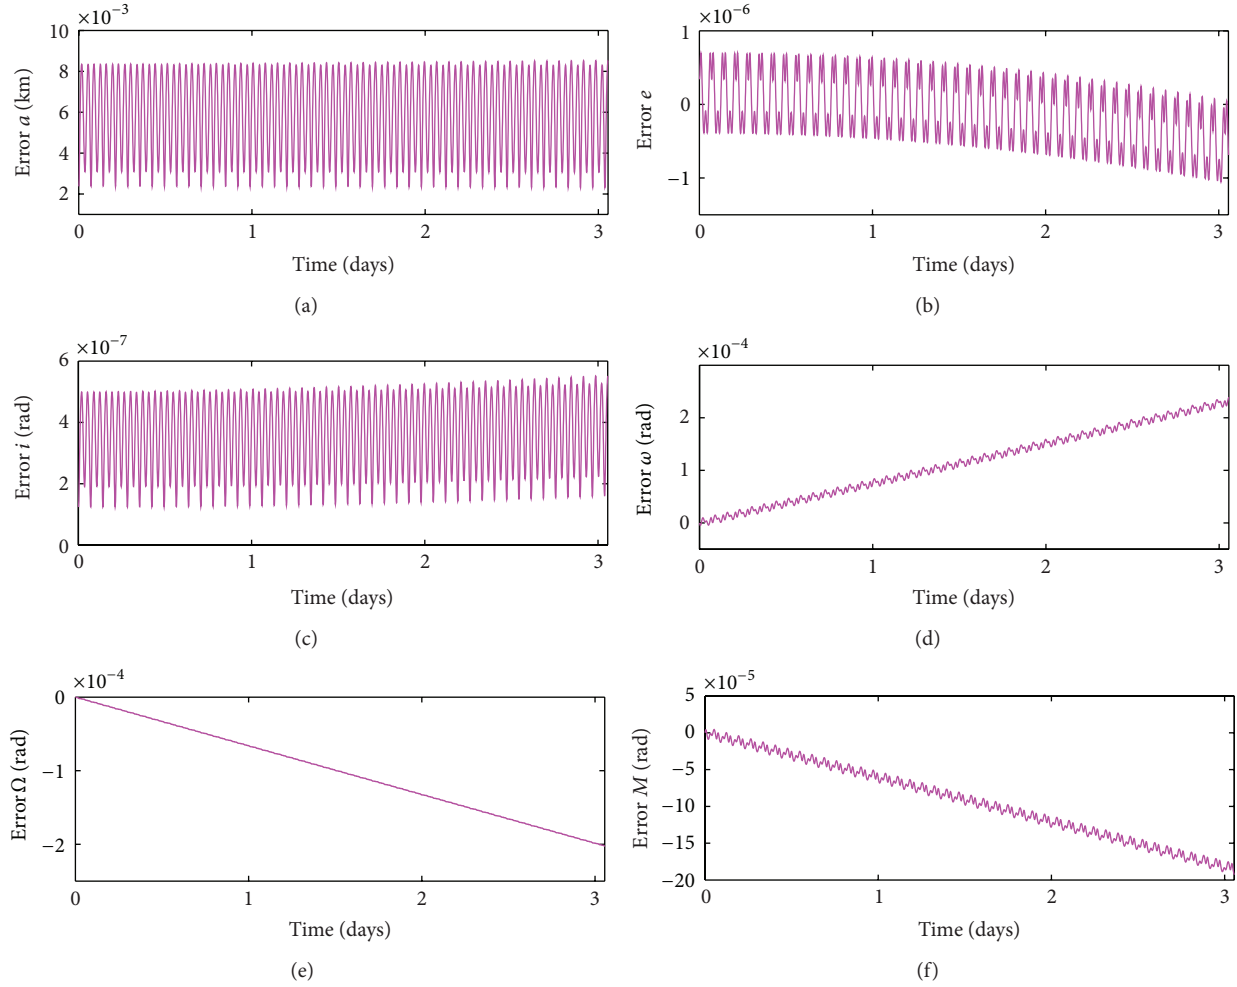 ×10⁻³
10
8
6
4
2
Error a (km)
0 1 2 3
Time (days)
(a)
×10⁻⁶
1
0
−1
Error e
0 1 2 3
Time (days)
(b)
×10⁻⁷
6
4
2
0
Error i (rad)
0 1 2 3
Time (days)
(c)
×10⁻⁴
2
1
0
Error ω (rad)
0 1 2 3
Time (days)
(d)
×10⁻⁴
0
−1
−2
Error Ω (rad)
0 1 2 3
Time (days)
(e)
×10⁻⁵
5
0
−5
−10
−15
−20
Error M (rad)
0 1 2 3
Time (days)
(f)